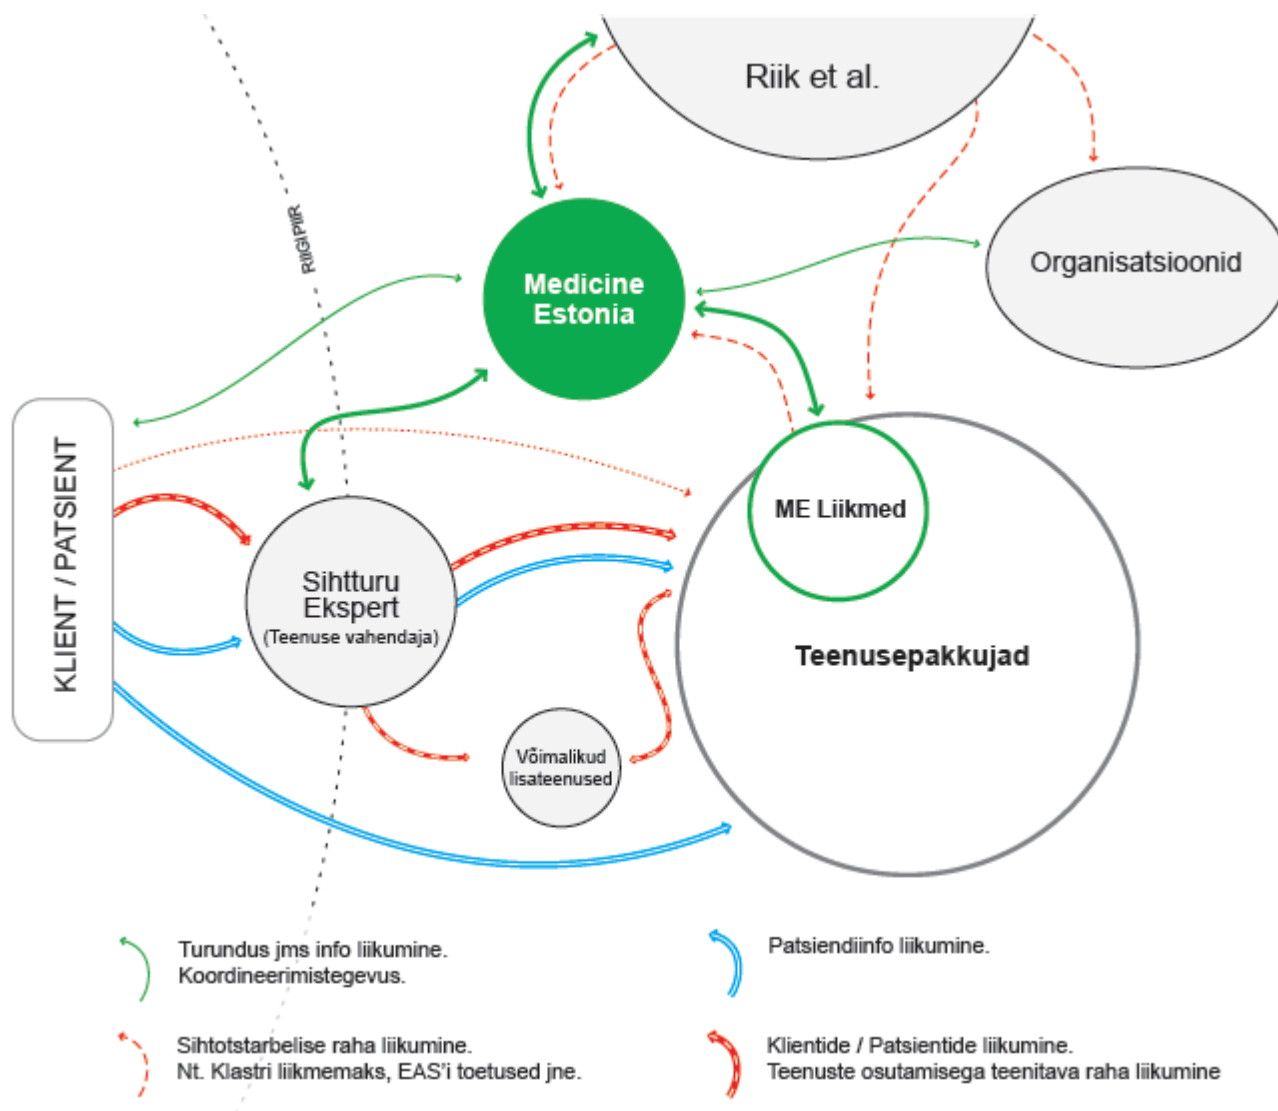 Riik et al.
RIIGIPIIR
Medicine
Estonia
Organisatsioonid
KLIENT / PATSIENT
ME Liikmed
Sihtturu
Ekspert
(Teenuse vahendaja)
Teenusepakkujad
Võimalikud
lisateenused
Turundus jms info liikumine.
Koordineerimistegevus.
Patsiendiinfo liikumine.
Sihtotstarbelise raha liikumine.
Nt. Klastri liikmemaks, EAS'i toetused jne.
Klientide / Patsientide liikumine.
Teenuste osutamisega teenitava raha liikumine